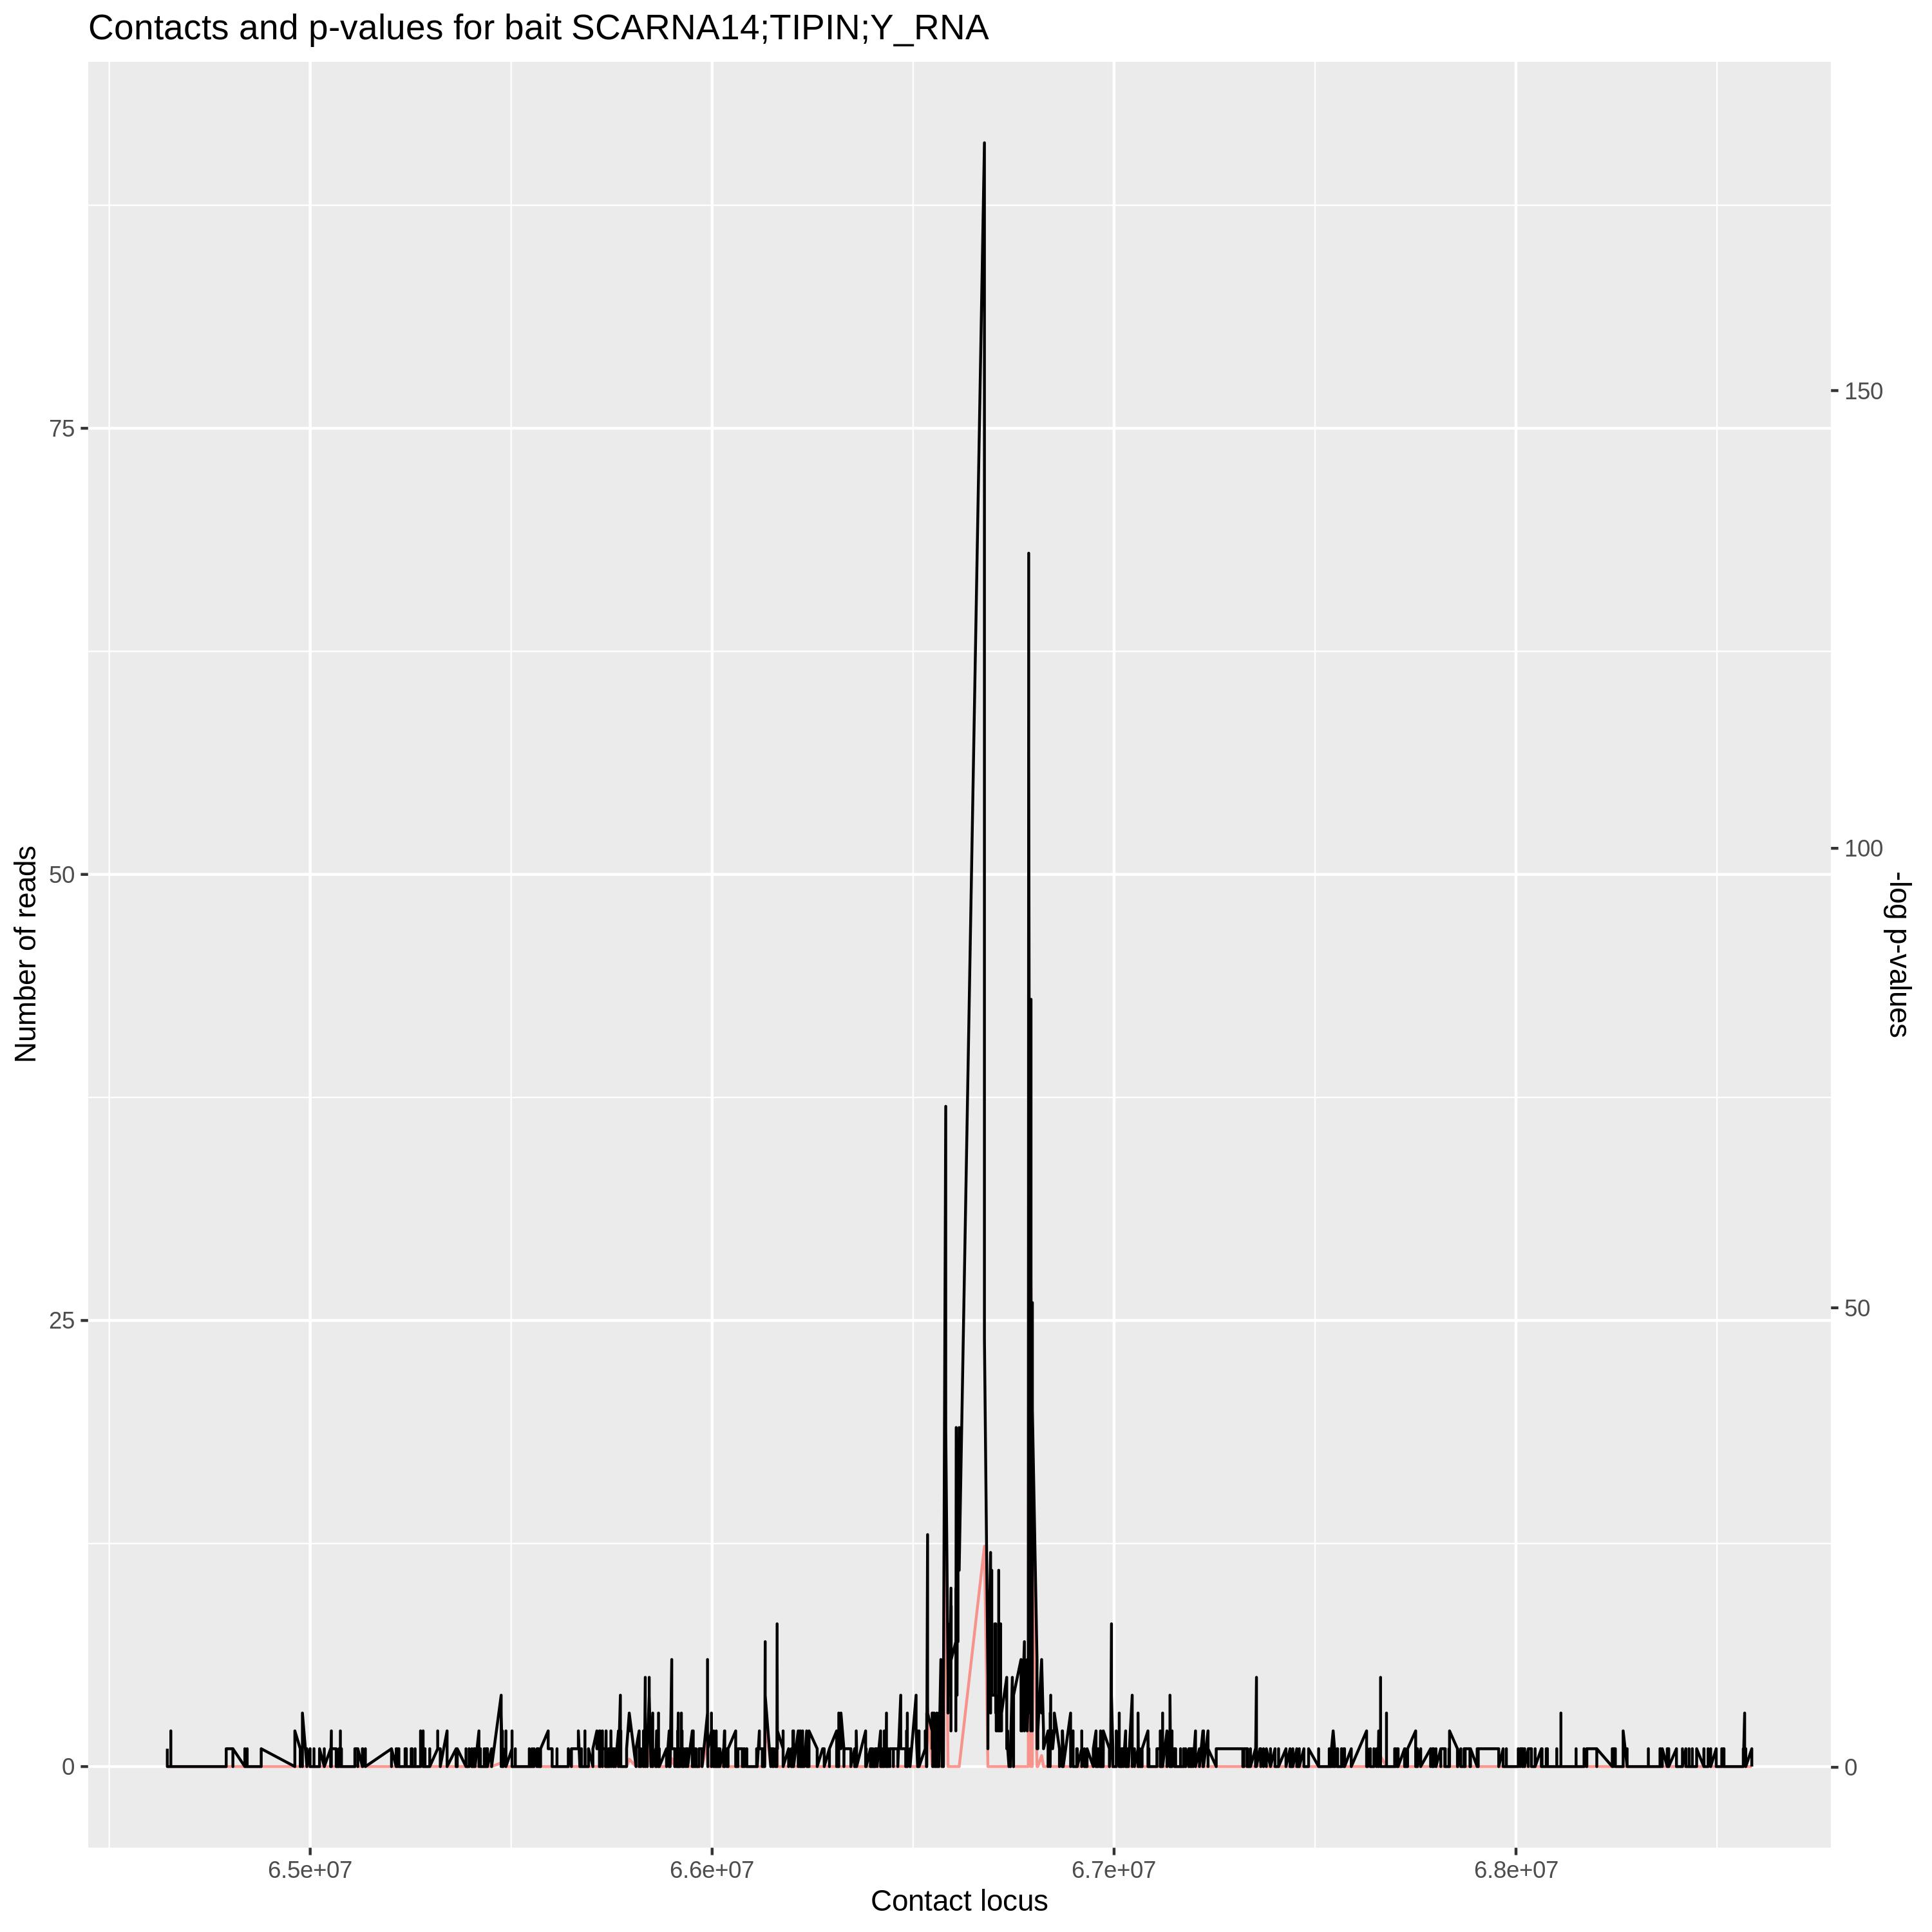 Contacts and p-values for bait SCARNA14;TIPIN;Y_RNA
75
50
25
0
Number of reads
150
100
50
0
-log p-values
6.5e+07 6.6e+07 6.7e+07 6.8e+07
Contact locus